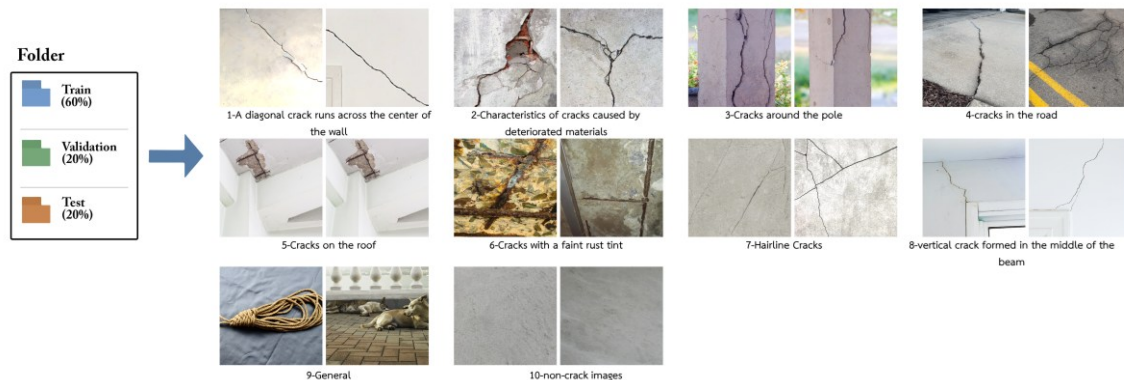 Folder
Train
(60%)
Validation
(20%)
Test
(20%)
1-A diagonal crack runs across the center of
the wall
2-Characteristics of cracks caused by
deteriorated materials
3-Cracks around the pole
4-cracks in the road
5-Cracks on the roof
6-Cracks with a faint rust tint
7-Hairline Cracks
8-vertical crack formed in the middle of the
beam
9-General
10-non-crack images